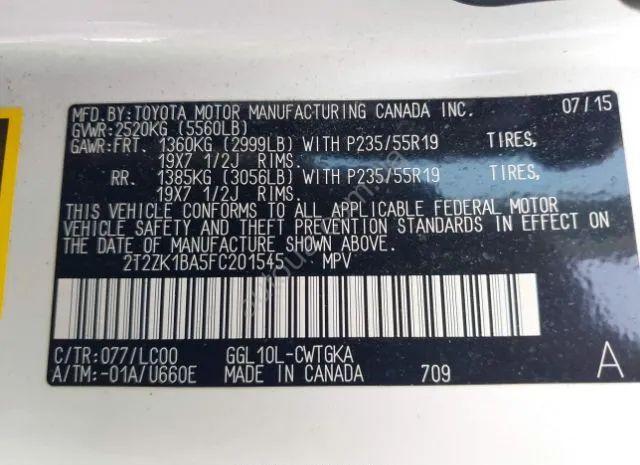 MFD.BY:TOYOTA MOTOR MANUFACTURING CANADA INC. 07/15
GVWR:2520KG (5560LB)
GAWR:FRT. 1360KG (2999LB) WITH P235/55R19 TIRES,
19X7 1/2J RIMS.
RR. 1385KG (3056LB) WITH P235/55R19 TIRES,
19X7 1/2J RIMS.
THIS VEHICLE CONFORMS TO ALL APPLICABLE FEDERAL MOTOR
VEHICLE SAFETY AND THEFT PREVENTION STANDARDS IN EFFECT ON
THE DATE OF MANUFACTURE SHOWN ABOVE.
2T2ZK1BA5FC201545 MPV
C/TR:077/LC00 GGL10L-CWTGKA
A/TM:-01A/U660E MADE IN CANADA 709 A